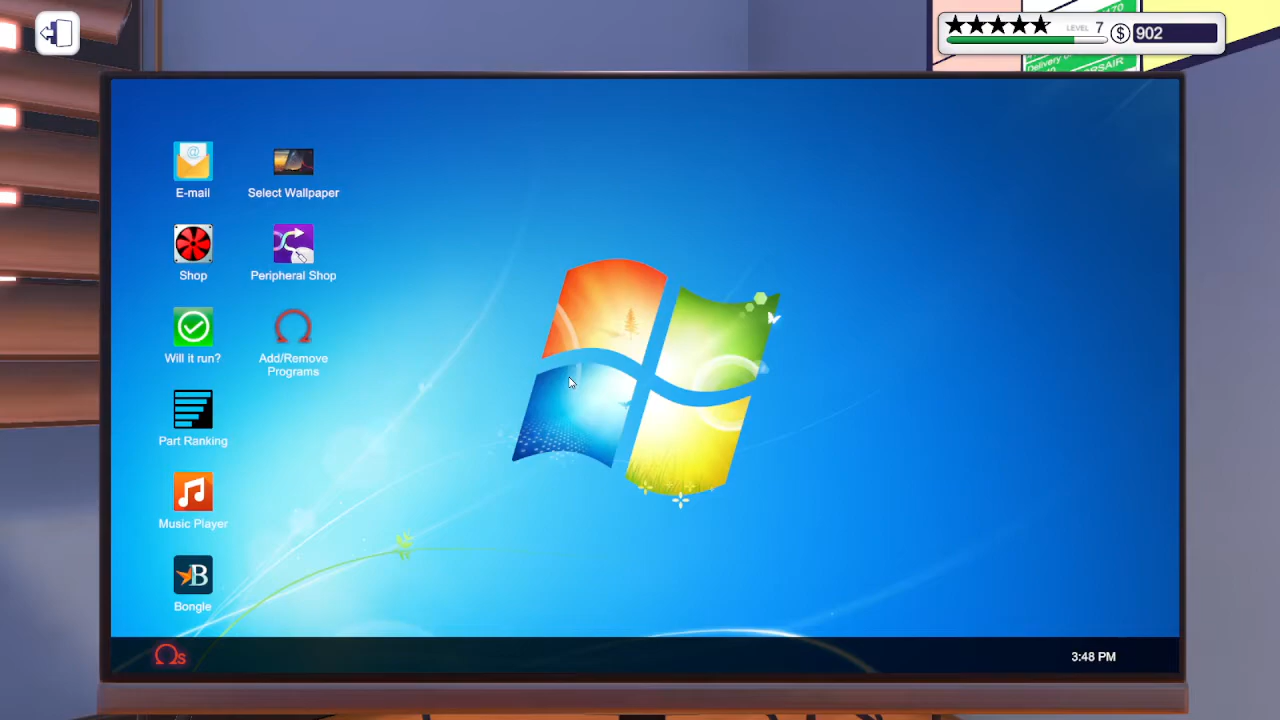 LEVEL 7
$ 902
E-mail
Select Wallpaper
Shop
Peripheral Shop
Will it run?
Add/Remove
Programs
Part Ranking
Music Player
B
Bongle
Ωs
3:48 PM